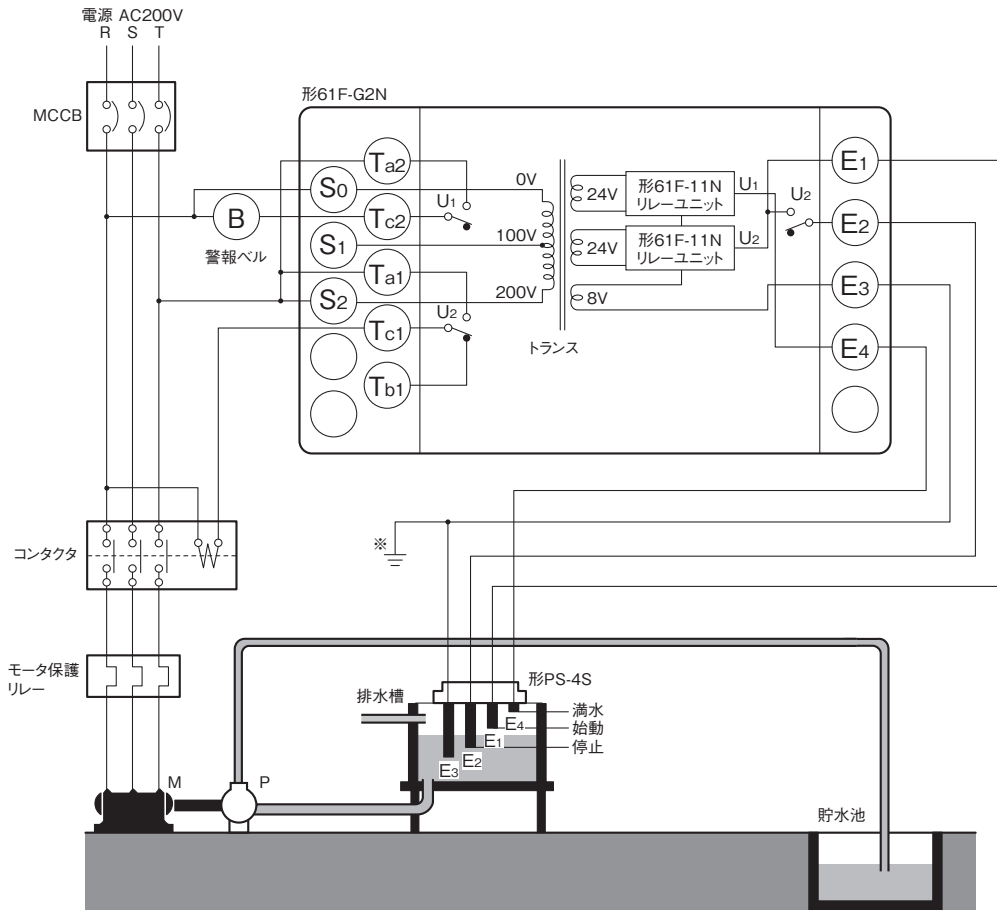 電源 AC200V
R S T
MCCB
形61F-G2N
Ta2
S0
Tc2
B
警報ベル
S1
Ta1
S2
Tc1
Tb1
U1
U2
0V
100V
200V
トランス
24V
形61F-11N
リレーユニット
U1
24V
形61F-11N
リレーユニット
U2
8V
U2
E1
E2
E3
E4
コンタクタ
※
モータ保護
リレー
形PS-4S
排水槽
満水
始動
停止
E4
E1
E2
E3
M
P
貯水池